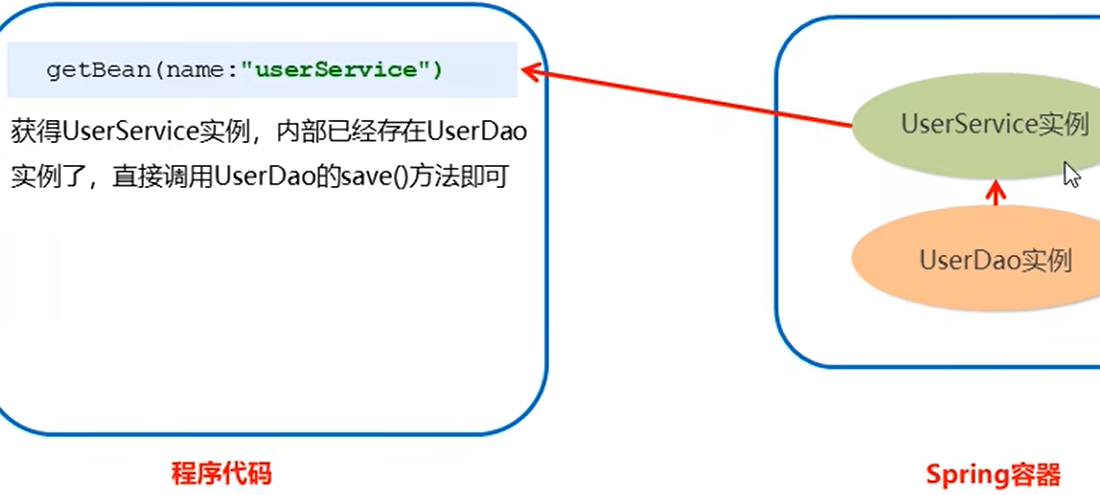 getBean(name:"userService")
获得UserService实例，内部已经存在UserDao
实例了，直接调用UserDao的save()方法即可
程序代码
UserService实例
UserDao实例
Spring容器